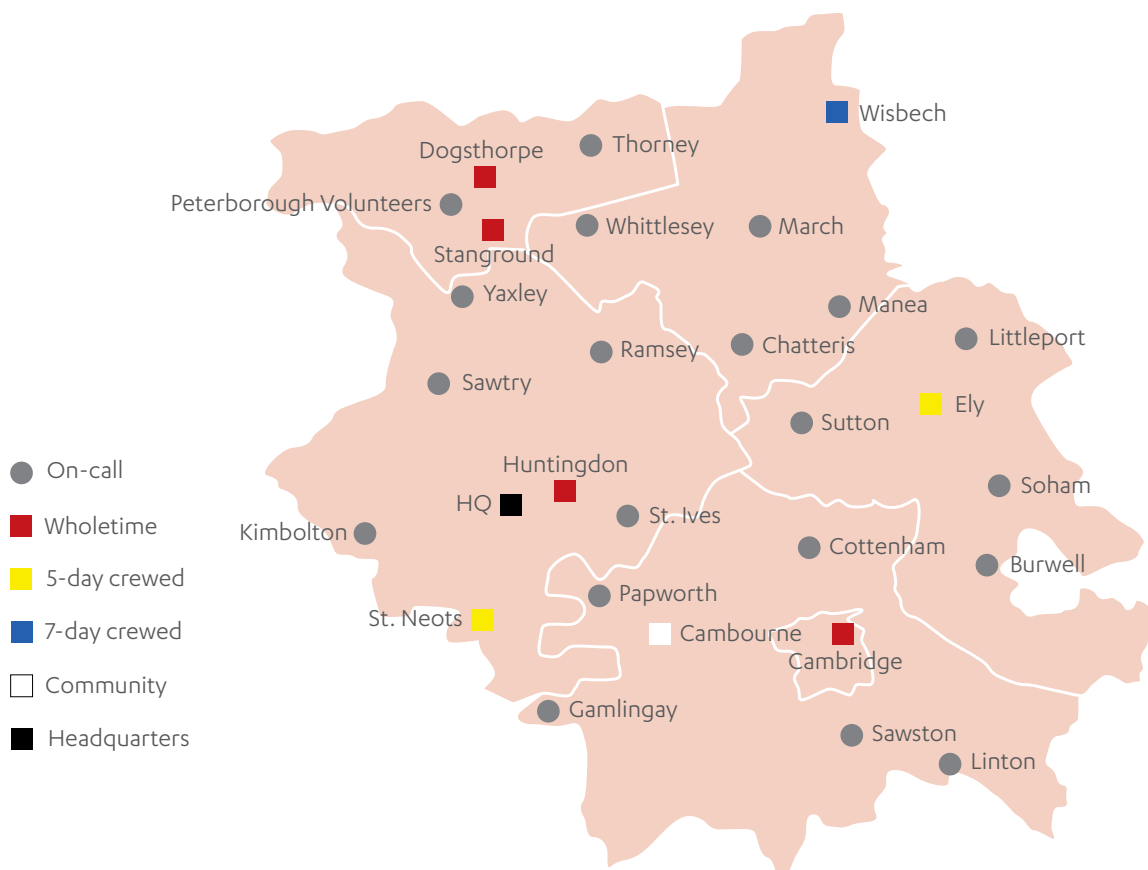 Wisbech
Thorney
Dogsthorpe
Peterborough Volunteers
Whittlesey
March
Stanground
Yaxley
Manea
Littleport
Chatteris
Ramsey
Sawtry
Ely
Sutton
Huntingdon
HQ
St. Ives
Soham
Kimbolton
Cottenham
Burwell
Papworth
St. Neots
Cambourne
Cambridge
Gamlingay
Sawston
Linton
On-call
Wholetime
5-day crewed
7-day crewed
Community
Headquarters